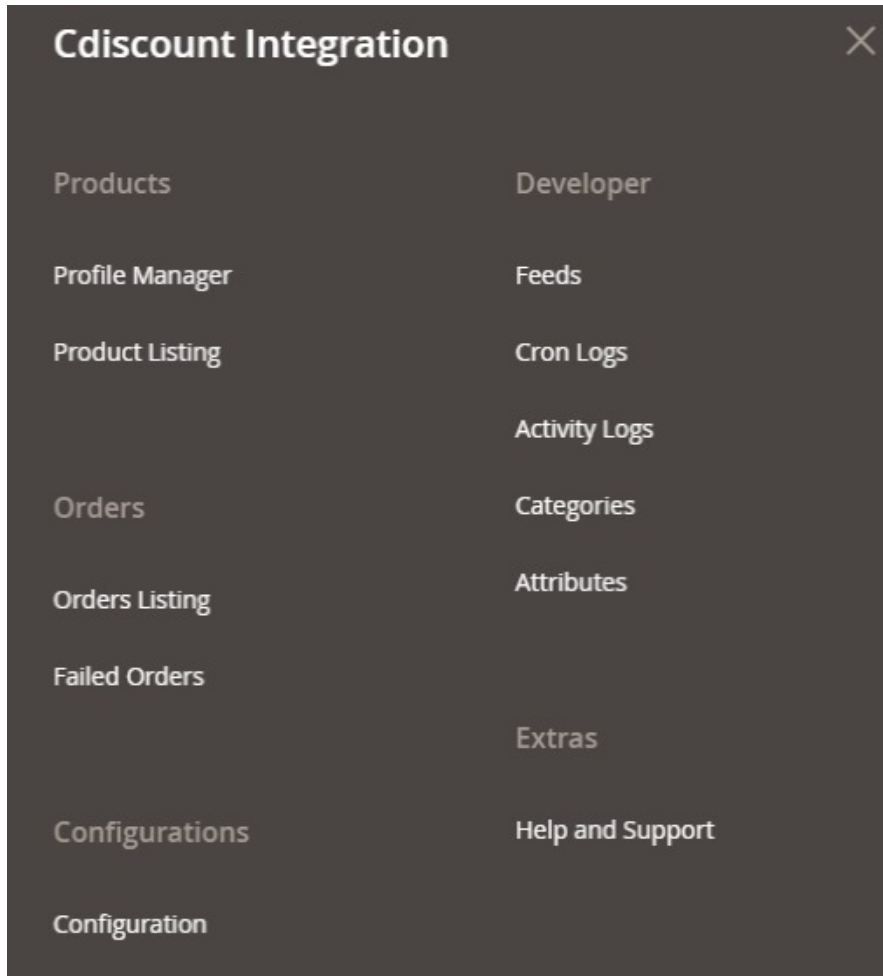 Cdiscount Integration
Products
Profile Manager
Product Listing
Orders
Orders Listing
Failed Orders
Configurations
Configuration
Developer
Feeds
Cron Logs
Activity Logs
Categories
Attributes
Extras
Help and Support